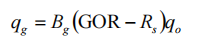 q_g = B_g (GOR − R_s) q_o